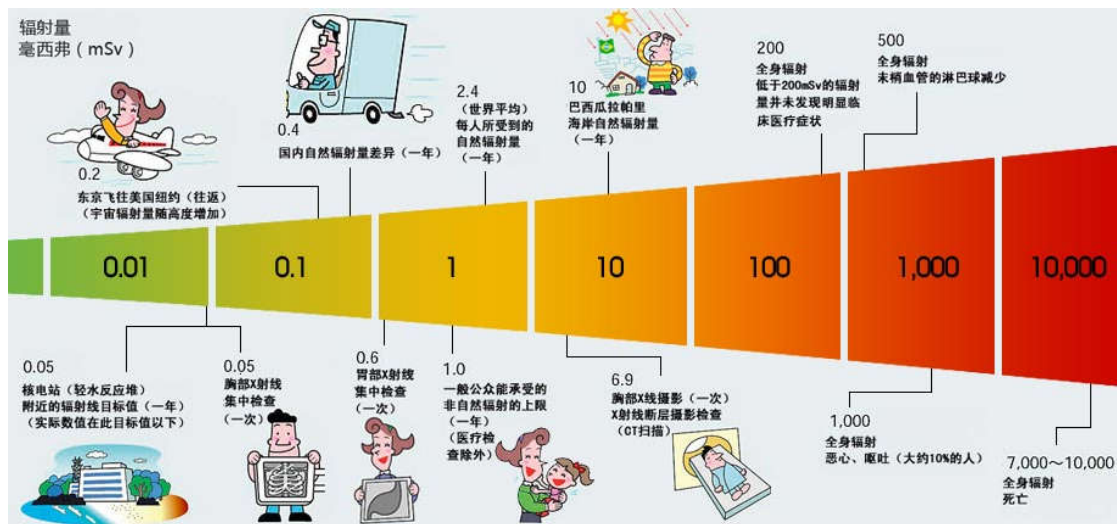 辐射量
毫西弗（mSv）
0.2
东京飞往美国纽约（往返）
（宇宙辐射量随高度增加）
0.4
国内自然辐射量差异（一年）
2.4
（世界平均）
每人所受到的
自然辐射量
（一年）
10
巴西瓜拉帕里
海岸自然辐射量
（一年）
200
全身辐射
低于200mSv的辐射
量并未发现明显临
床医疗症状
500
全身辐射
末梢血管的淋巴球减少
0.01
0.1
1
10
100
1,000
10,000
0.05
核电站（轻水反应堆）
附近的辐射线目标值（一年）
（实际数值在此目标值以下）
0.05
胸部X射线
集中检查
（一次）
0.6
胃部X射线
集中检查
（一次）
1.0
一般公众能承受的
非自然辐射的上限
（一年）
（医疗检
查除外）
6.9
胸部X线摄影（一次）
X射线断层摄影检查
（CT扫描）
1,000
全身辐射
恶心、呕吐（大约10%的人）
7,000～10,000
全身辐射
死亡